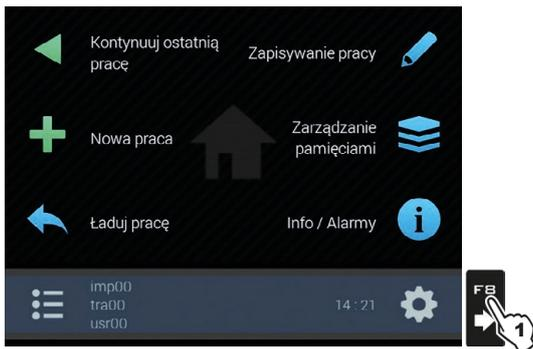 Kontynuuj ostatnią
pracę
Zapisywanie pracy
Nowa praca
Zarządzanie
pamięciami
Ładuj pracę
Info / Alarmy
imp00
tra00
usr00
14 : 21
F8
1